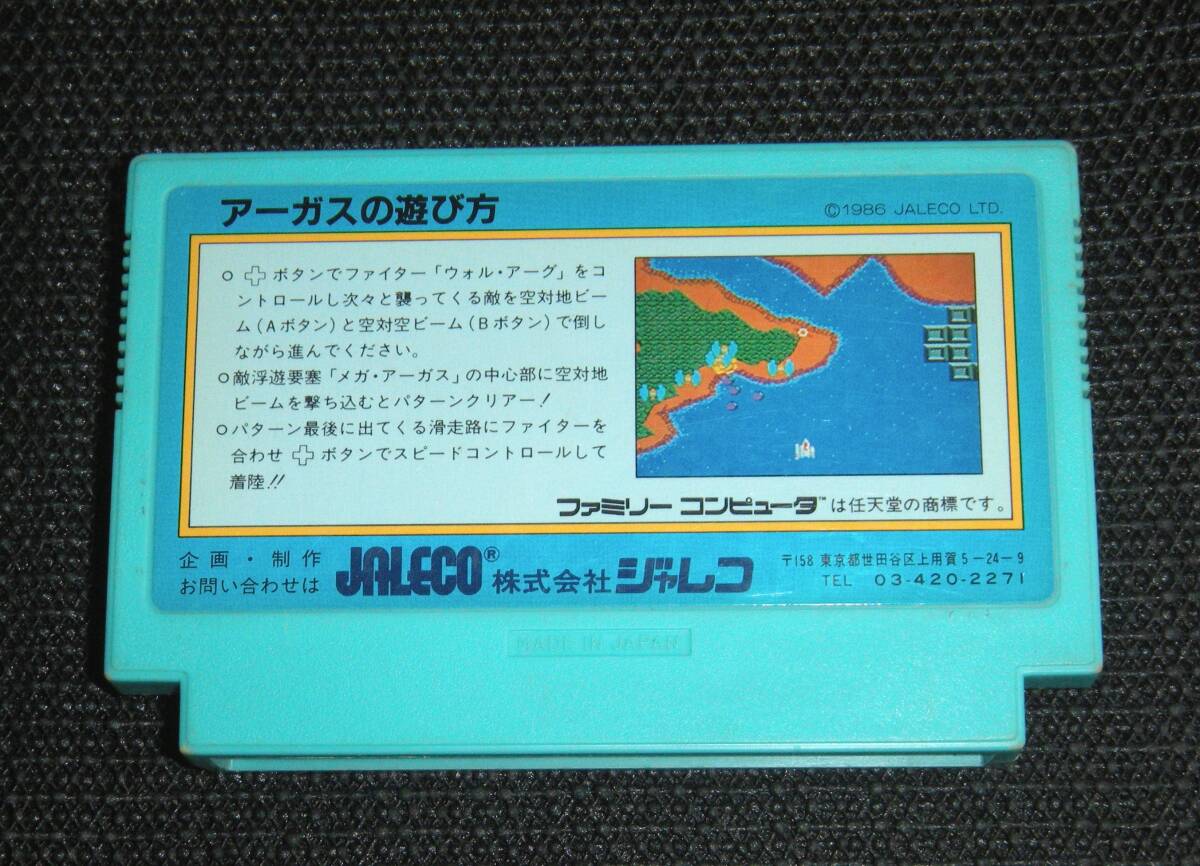 アーガスの遊び方
©1986 JALECO LTD.
○ボタンでファイター「ウォル・アーグ」をコ
ントロールし次々と襲ってくる敵を空対地ビー
ム(Aボタン)と空対空ビーム(Bボタン)で倒し
ながら進んでください。
○敵浮遊要塞「メガ・アーガス」の中心部に空対地
ビームを撃ち込むとパターンクリアー!
○パターン最後に出てくる滑走路にファイターを
合わせボタンでスピードコントロールして
着陸!!
ファミリーコンピュータ™は任天堂の商標です。
企画・制作
お問い合わせは
JALECO® 株式会社ジャレコ
〒158 東京都世田谷区上用賀5-24-9
TEL 03-420-2271
MADE IN JAPAN